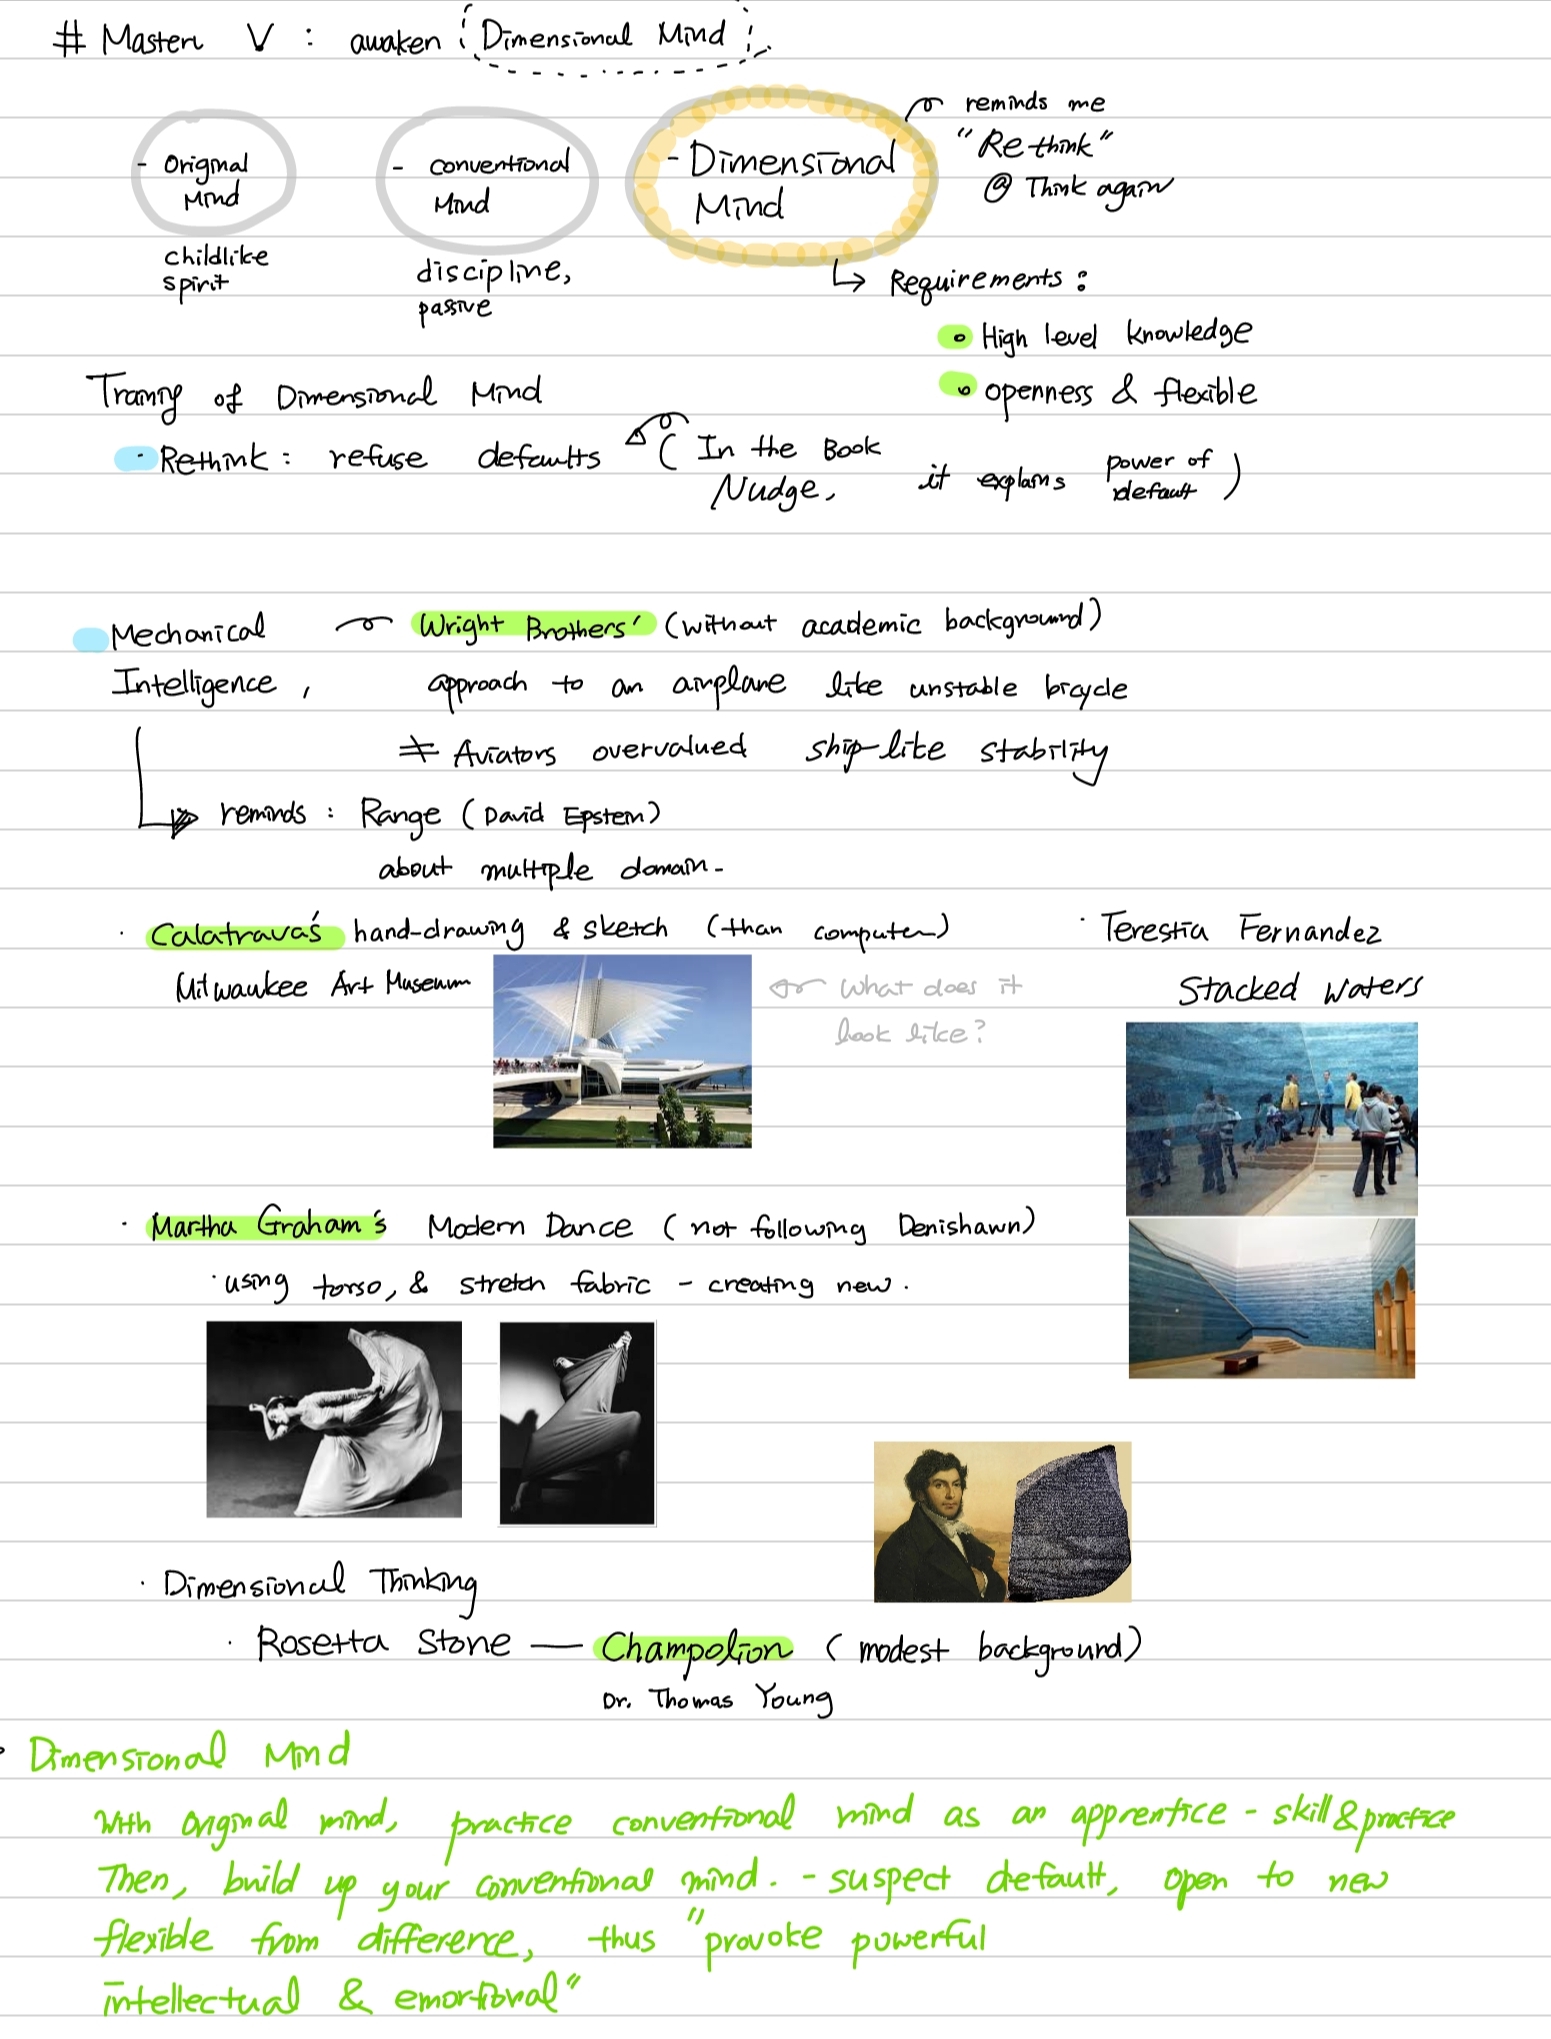 # Master V : awaken Dimensional Mind
- Original Mind
childlike spirit
- conventional Mind
discipline, passive
- Dimensional Mind
reminds me
"Re-think"
@ Think again
↳ Requirements :
• High level knowledge
• openness & flexible
Traning of Dimensional Mind
· Rethink : refuse defaults ( In the Book Nudge, it explains power of default )
Mechanical Intelligence,
Wright Brothers' (without academic background)
approach to an airplane like unstable bicycle
≠ Aviators overvalued ship-like stability
reminds : Range (David Epstein)
about multiple domain -
· Calatrava's hand-drawing & sketch (than computer)
Milwaukee Art Museum
what does it
look like?
· Terestia Fernandez
Stacked Waters
· Martha Graham's Modern Dance ( not following Denishawn)
· using torso, & stretch fabric - creating new .
· Dimensional Thinking
· Rosetta Stone — Champolion ( modest background)
Dr. Thomas Young
· Dimensional Mind
With original mind, practice conventional mind as an apprentice - skill & practice
Then, build up your conventional mind. - suspect default, open to new
flexible from difference, thus "provoke powerful
intellectual & emortional"